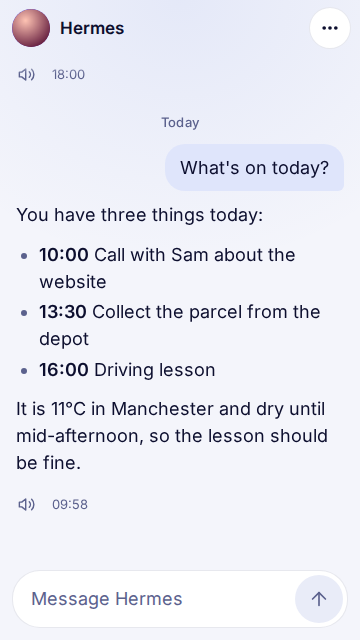 Hermes
18:00
Today
What's on today?
You have three things today:
10:00 Call with Sam about the
website
13:30 Collect the parcel from the
depot
16:00 Driving lesson
It is 11°C in Manchester and dry until
mid-afternoon, so the lesson should
be fine.
09:58
Message Hermes